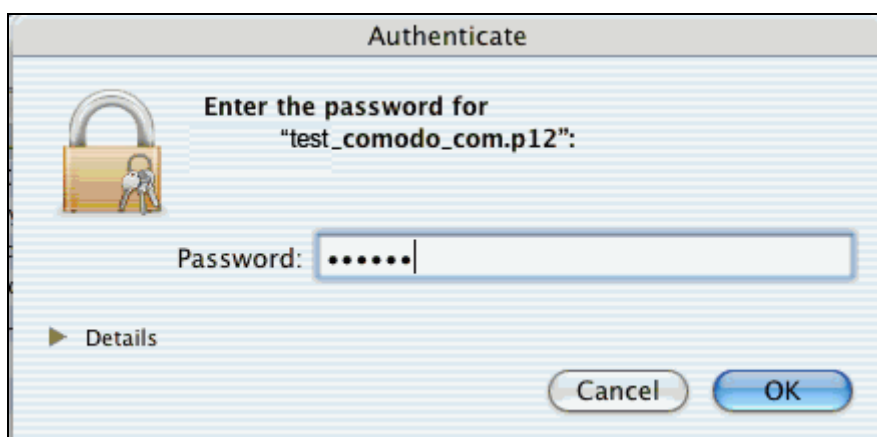 Authenticate
Enter the password for
“test_comodo_com.p12”:
Password: ••••••
Details
Cancel OK